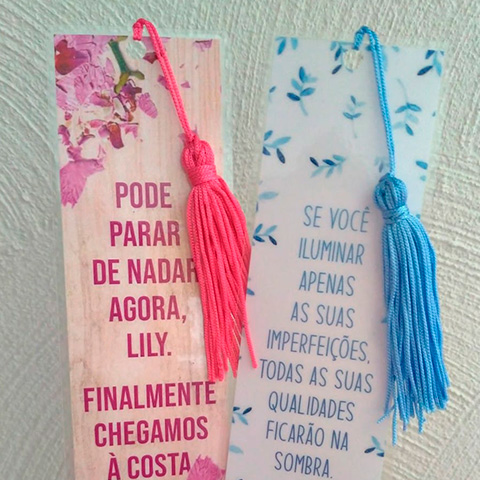 PODE
PARAR
DE NADAR
AGORA,
LILY.
FINALMENTE
CHEGAMOS
À COSTA
SE VOCÊ
ILUMINAR
APENAS
AS SUAS
IMPERFEIÇÕES,
TODAS AS SUAS
QUALIDADES
FICARÃO NA
SOMBRA.